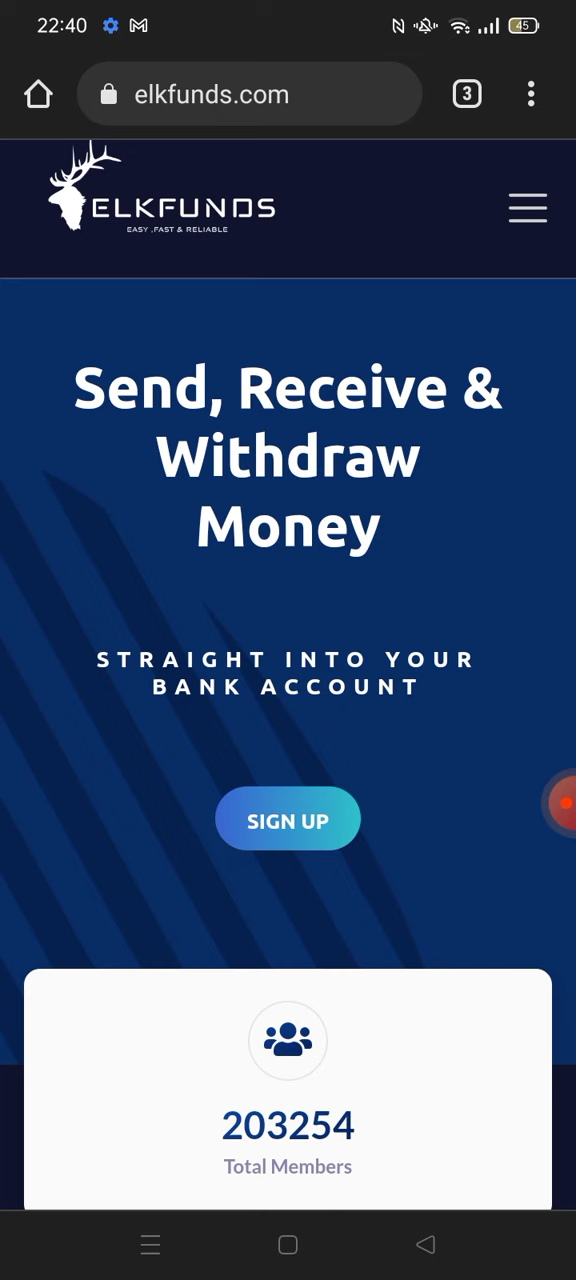 22:40
45
elkfunds.com
3
ELKFUNDS
EASY ,FAST & RELIABLE
Send, Receive &
Withdraw
Money
STRAIGHT INTO YOUR
BANK ACCOUNT
SIGN UP
203254
Total Members